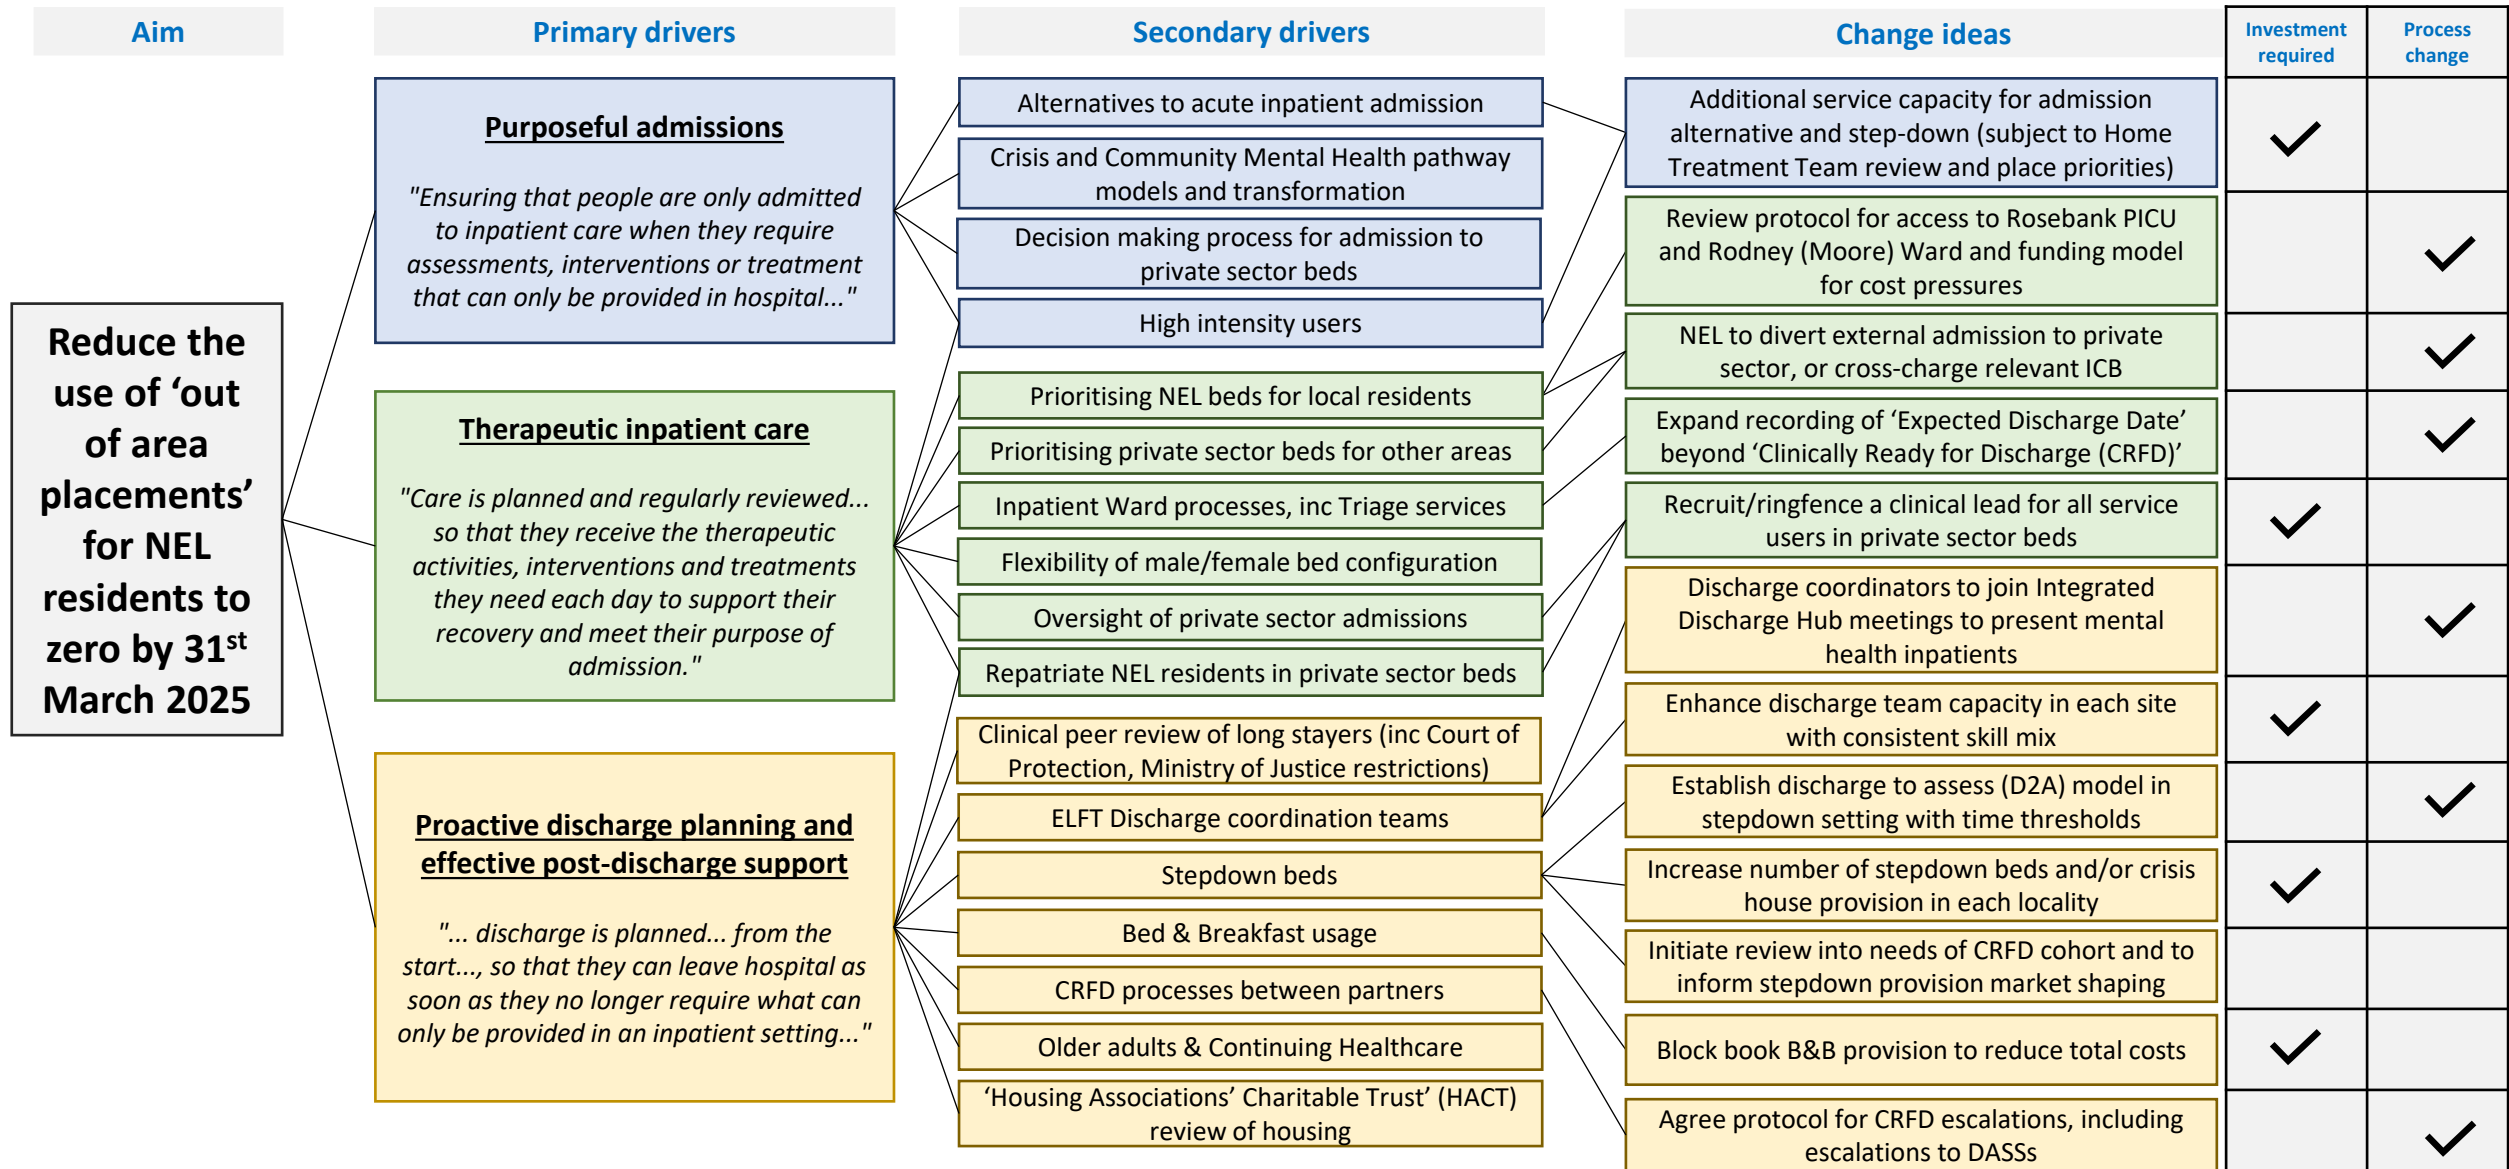 Aim
Primary drivers
Secondary drivers
Change ideas
Investment
required
Process
change
Reduce the
use of ‘out
of area
placements’
for NEL
residents to
zero by 31st
March 2025
Purposeful admissions
"Ensuring that people are only admitted
to inpatient care when they require
assessments, interventions or treatment
that can only be provided in hospital..."
Therapeutic inpatient care
"Care is planned and regularly reviewed...
so that they receive the therapeutic
activities, interventions and treatments
they need each day to support their
recovery and meet their purpose of
admission."
Proactive discharge planning and
effective post-discharge support
"... discharge is planned... from the
start..., so that they can leave hospital as
soon as they no longer require what can
only be provided in an inpatient setting..."
Alternatives to acute inpatient admission
Crisis and Community Mental Health pathway
models and transformation
Decision making process for admission to
private sector beds
High intensity users
Prioritising NEL beds for local residents
Prioritising private sector beds for other areas
Inpatient Ward processes, inc Triage services
Flexibility of male/female bed configuration
Oversight of private sector admissions
Repatriate NEL residents in private sector beds
Clinical peer review of long stayers (inc Court of
Protection, Ministry of Justice restrictions)
ELFT Discharge coordination teams
Stepdown beds
Bed & Breakfast usage
CRFD processes between partners
Older adults & Continuing Healthcare
‘Housing Associations’ Charitable Trust’ (HACT)
review of housing
Additional service capacity for admission
alternative and step-down (subject to Home
Treatment Team review and place priorities)
Review protocol for access to Rosebank PICU
and Rodney (Moore) Ward and funding model
for cost pressures
NEL to divert external admission to private
sector, or cross-charge relevant ICB
Expand recording of ‘Expected Discharge Date’
beyond ‘Clinically Ready for Discharge (CRFD)’
Recruit/ringfence a clinical lead for all service
users in private sector beds
Discharge coordinators to join Integrated
Discharge Hub meetings to present mental
health inpatients
Enhance discharge team capacity in each site
with consistent skill mix
Establish discharge to assess (D2A) model in
stepdown setting with time thresholds
Increase number of stepdown beds and/or crisis
house provision in each locality
Initiate review into needs of CRFD cohort and to
inform stepdown provision market shaping
Block book B&B provision to reduce total costs
Agree protocol for CRFD escalations, including
escalations to DASSs